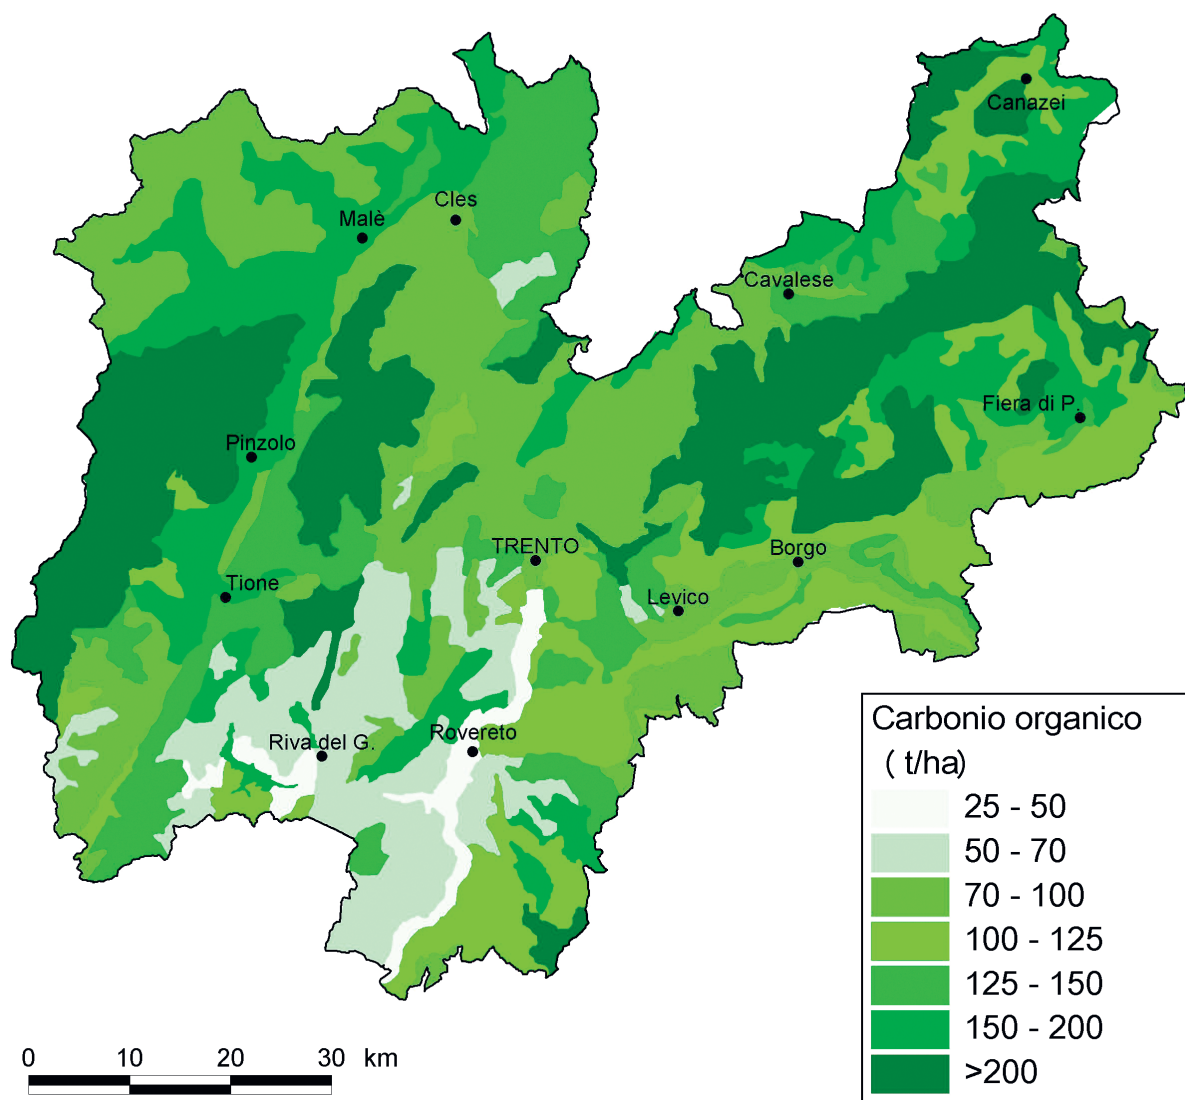 Canazei
Cles
Malè
Cavalese
Fiera di P.
Pinzolo
TRENTO
Borgo
Tione
Levico
Rovereto
Riva del G.
Carbonio organico
( t/ha)
25 - 50
50 - 70
70 - 100
100 - 125
125 - 150
150 - 200
>200
0 10 20 30 km